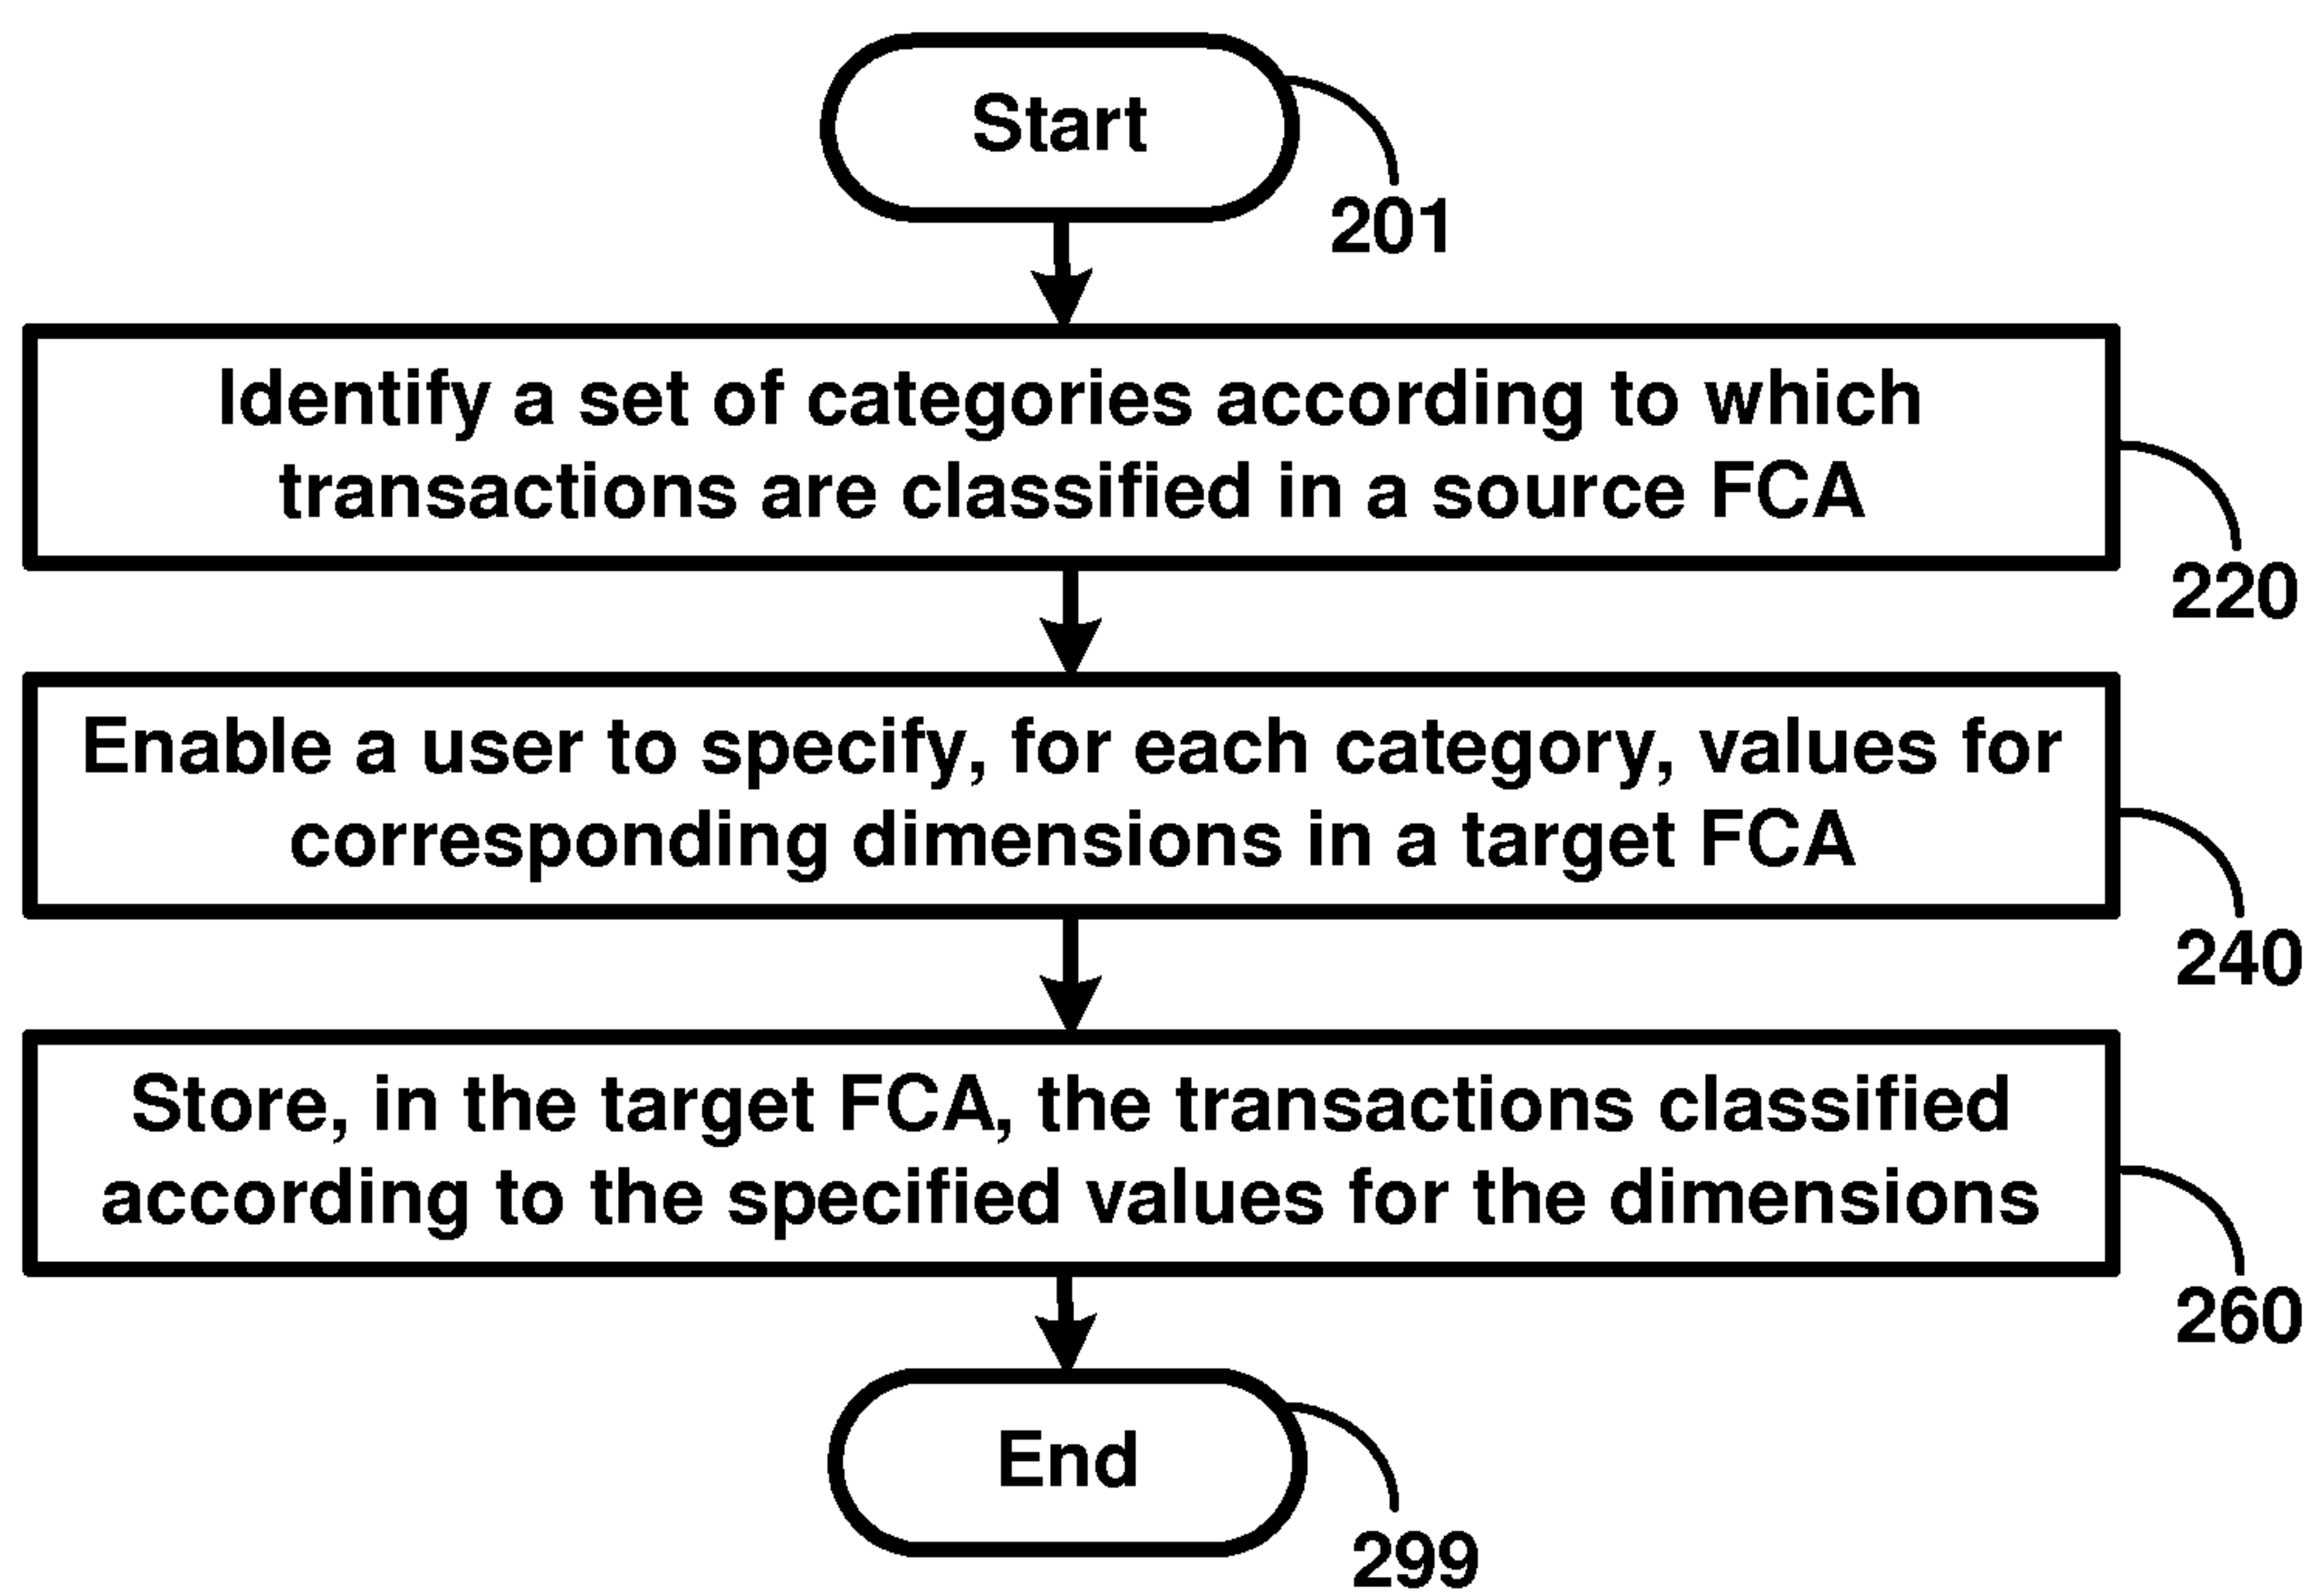 Start
201
Identify a set of categories according to which
transactions are classified in a source FCA
220
Enable a user to specify, for each category, values for
corresponding dimensions in a target FCA
240
Store, in the target FCA, the transactions classified
according to the specified values for the dimensions
260
End
299